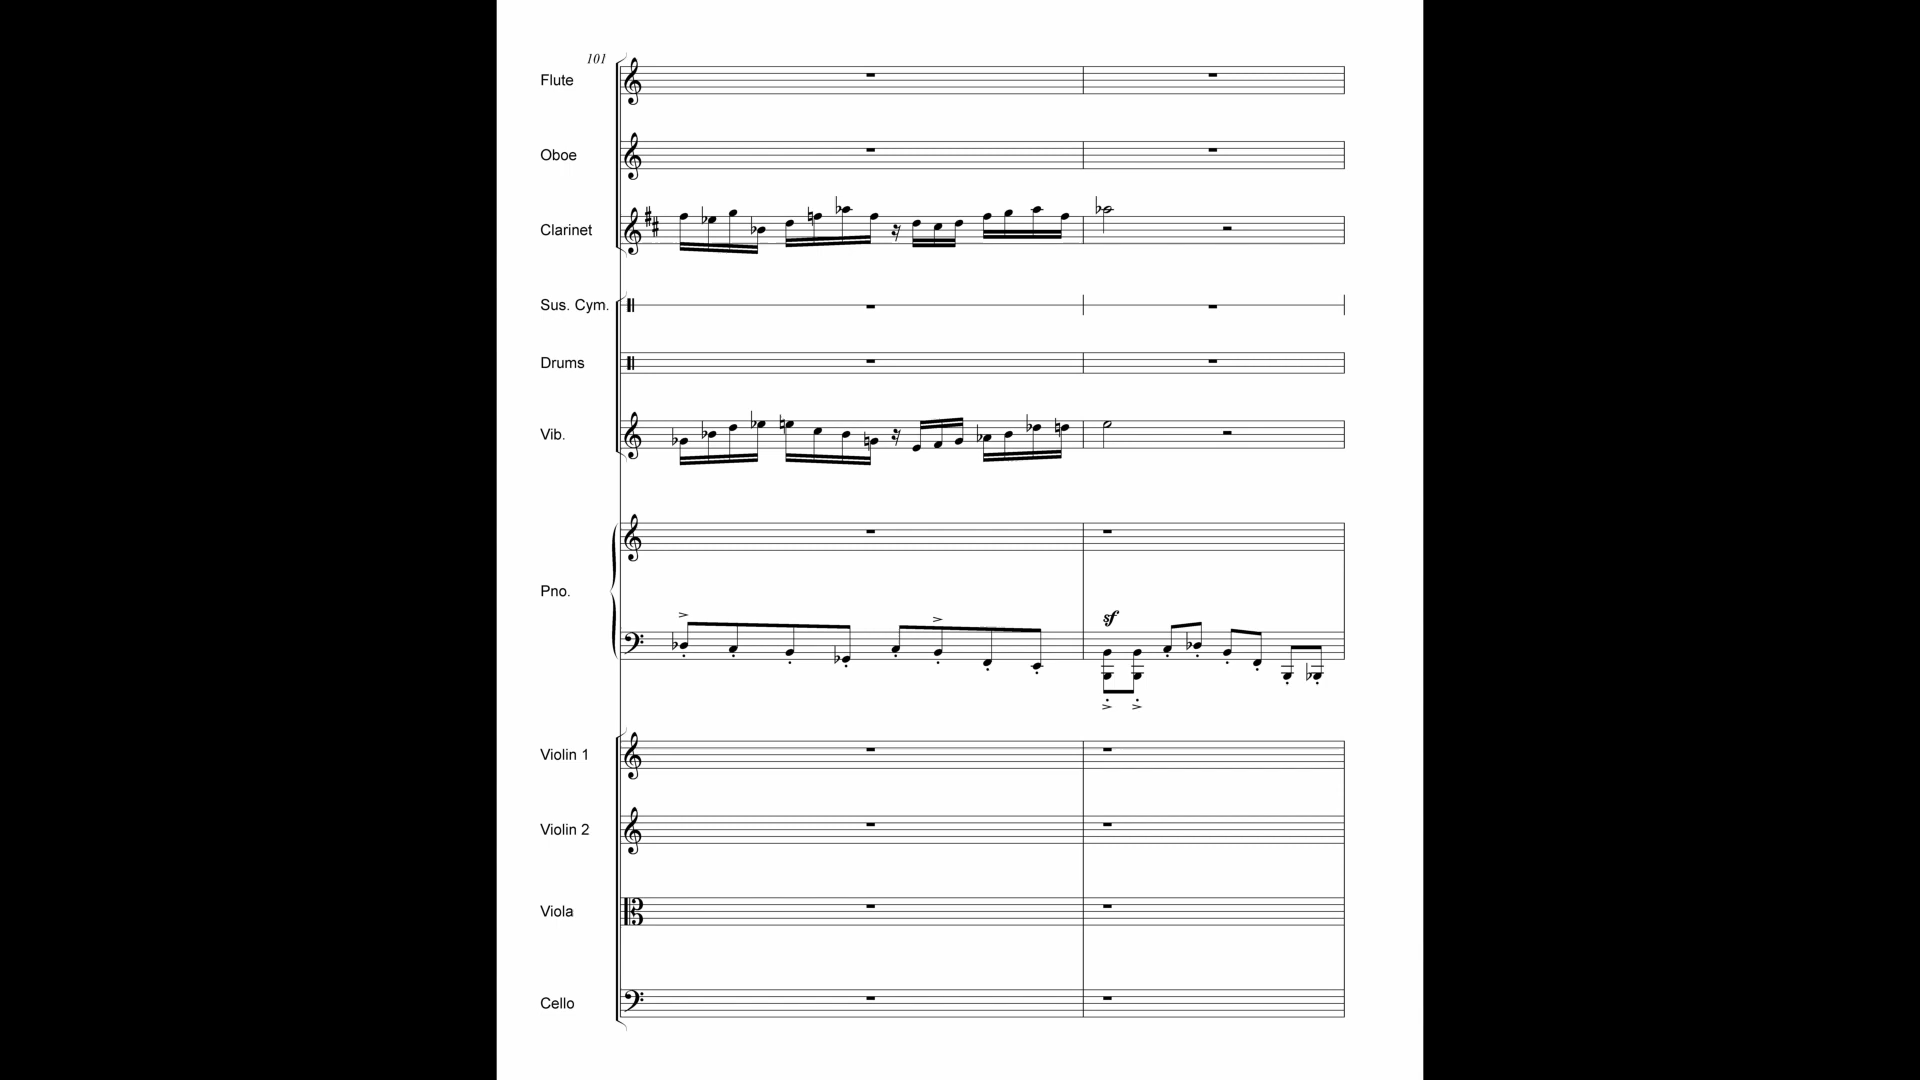 101
Flute
Oboe
Clarinet
Sus. Cym.
Drums
Vib.
Pno.
sf
Violin 1
Violin 2
Viola
Cello